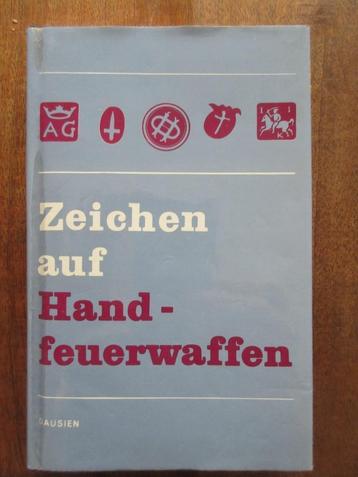 AG
I I
K
Zeichen
auf
Hand-
feuerwaffen
DAUSIEN